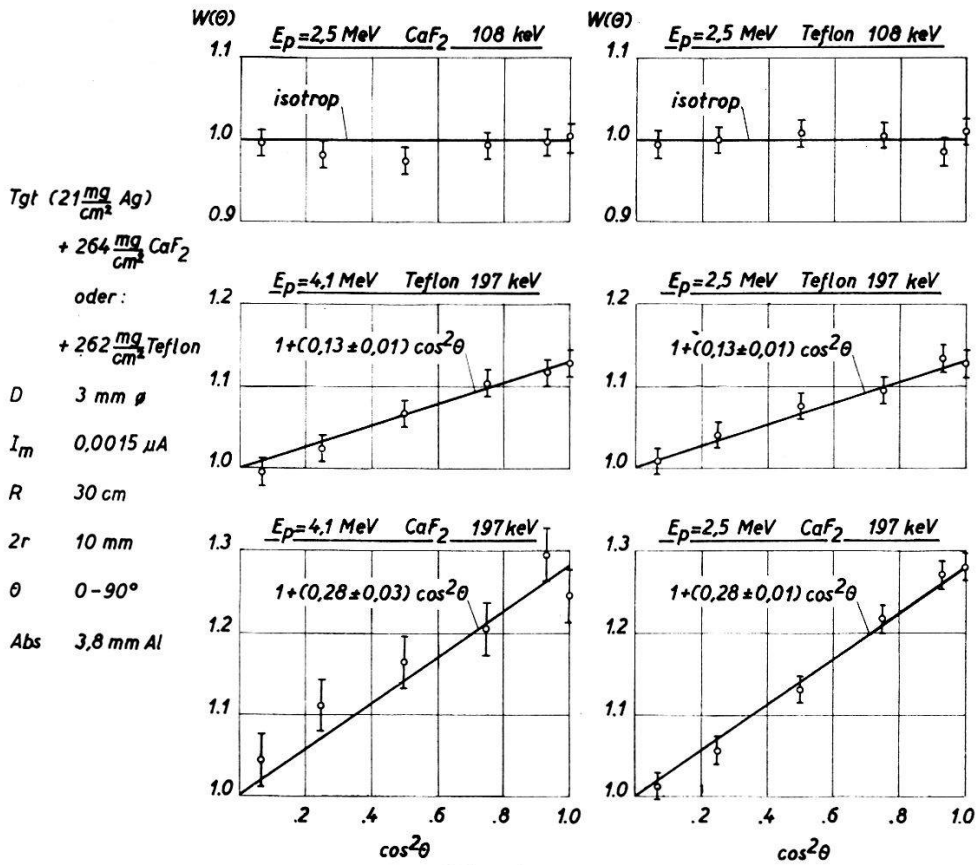 W(Θ)
E_p=2,5 MeV CaF₂ 108 keV
1.1
isotrop
1.0
0.9
W(Θ)
E_p=2,5 MeV Teflon 108 keV
1.1
isotrop
1.0
0.9
Tgt (21 mg/cm² Ag)
+ 264 mg/cm² CaF₂
oder:
+ 262 mg/cm² Teflon
D 3 mm ø
I_m 0,0015 µA
R 30 cm
2r 10 mm
θ 0-90°
Abs 3,8 mm Al
E_p=4,1 MeV Teflon 197 keV
1.2
1+(0,13±0,01) cos²θ
1.1
1.0
E_p=2,5 MeV Teflon 197 keV
1.2
1+(0,13±0,01) cos²θ
1.1
1.0
E_p=4,1 MeV CaF₂ 197 keV
1.3
1+(0,28±0,03) cos²θ
1.2
1.1
1.0
.2 .4 .6 .8 1.0
cos²θ
E_p=2,5 MeV CaF₂ 197 keV
1.3
1+(0,28±0,01) cos²θ
1.2
1.1
1.0
.2 .4 .6 .8 1.0
cos²θ